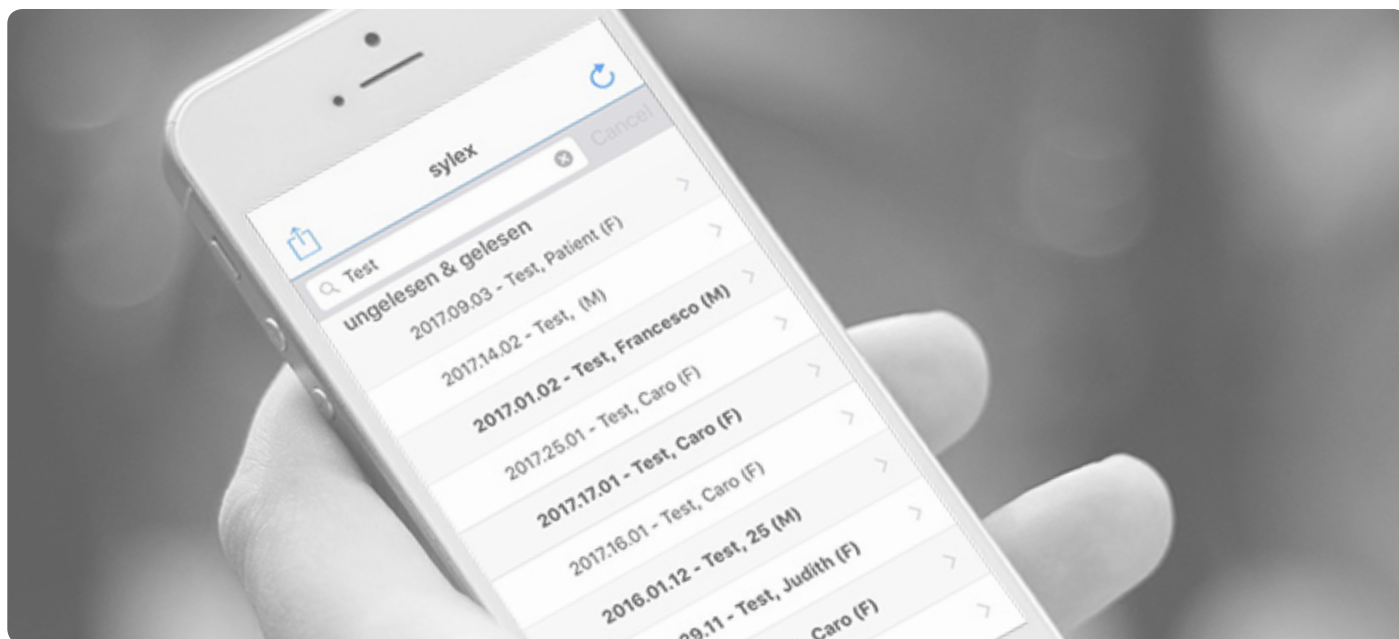 sylex
Test
Cancel
ungelesen & gelesen
2017.09.03 - Test, Patient (F)
2017.14.02 - Test, (M)
2017.01.02 - Test, Francesco (M)
2017.25.01 - Test, Caro (F)
2017.17.01 - Test, Caro (F)
2017.16.01 - Test, Caro (F)
2016.01.12 - Test, 25 (M)
29.11 - Test, Judith (F)
Caro (F)